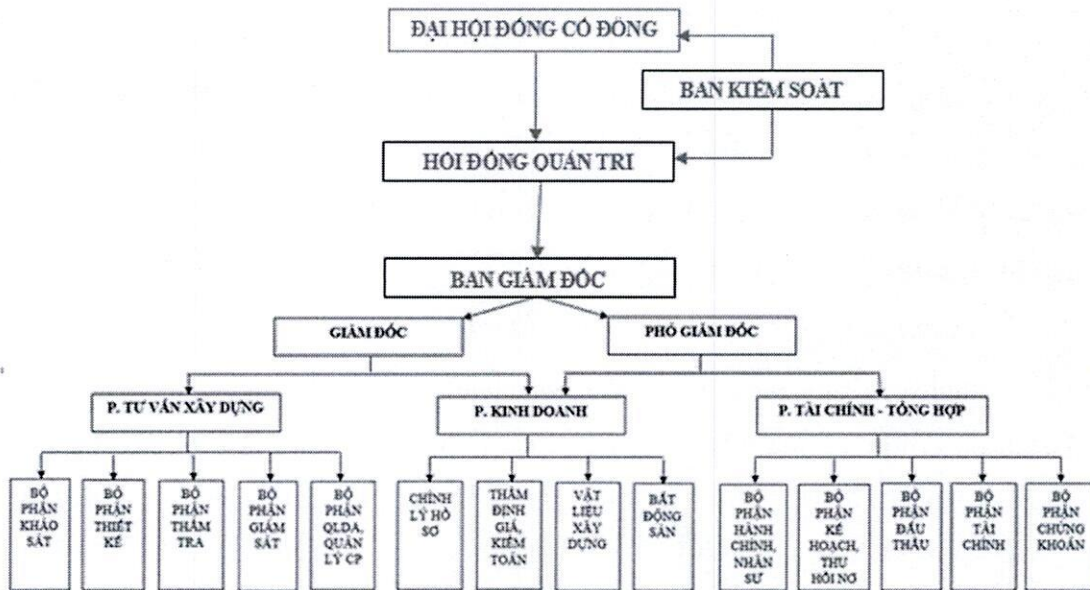 ĐẠI HỘI ĐỒNG CỔ ĐÔNG
BAN KIỂM SOÁT
HỘI ĐỒNG QUẢN TRỊ
BAN GIÁM ĐỐC
GIÁM ĐỐC
PHÓ GIÁM ĐỐC
P. TƯ VẤN XÂY DỰNG
P. KINH DOANH
P. TÀI CHÍNH - TỔNG HỢP
BỘ
PHẬN
KHẢO
SÁT
BỘ
PHẬN
THIẾT
KẾ
BỘ
PHẬN
THẨM
TRA
BỘ
PHẬN
GIÁM
SÁT
BỘ
PHẬN
QLDA,
QUẢN
LÝ CP
CHỈNH
LÝ HỒ
SƠ
THẨM
ĐỊNH
GIÁ,
KIỂM
TOÁN
VẬT
LIỆU
XÂY
DỰNG
BẤT
ĐỘNG
SẢN
BỘ
PHẬN
HÀNH
CHÍNH,
NHÂN
SỰ
BỘ
PHẬN
KẾ
HOẠCH,
THU
HỒI NỢ
BỘ
PHẬN
ĐẤU
THẦU
BỘ
PHẬN
TÀI
CHÍNH
BỘ
PHẬN
CHỨNG
KHOÁN